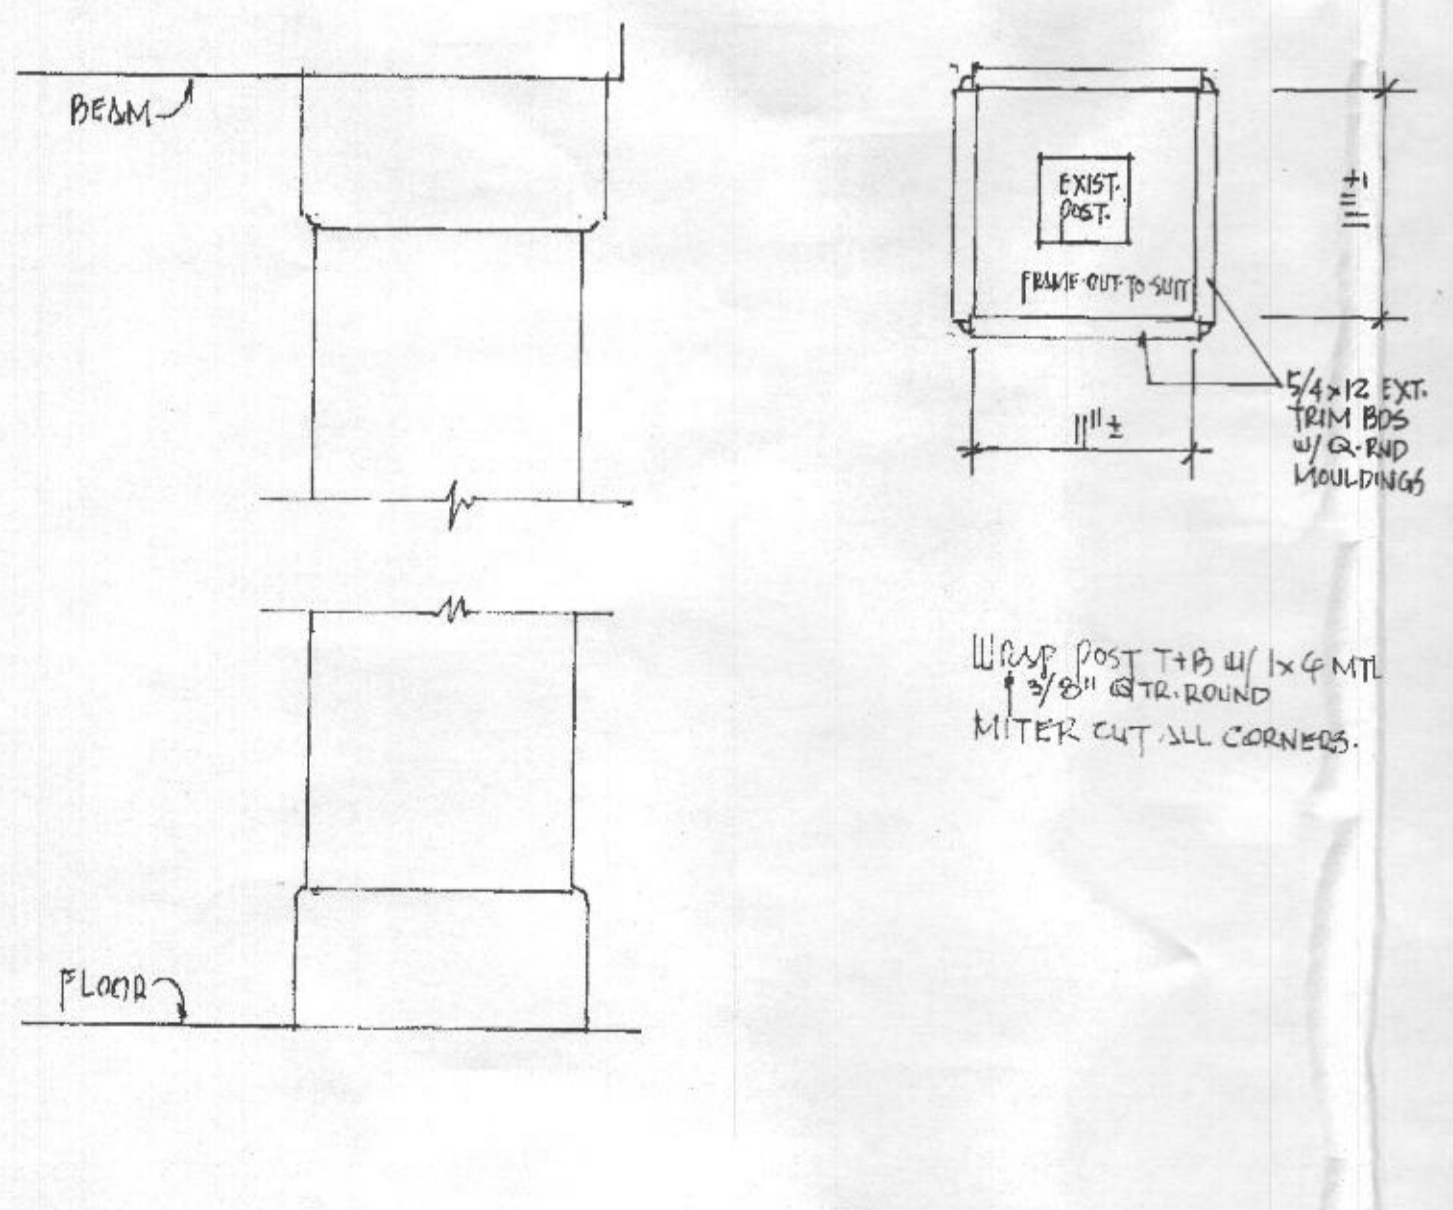 BEAM
EXIST.
POST.
FRAME-OUT-TO-SUIT
11"±
11"±
5/4x12 EXT.
TRIM BDS
W/ Q-RND
MOULDINGS
WRAP POST T+B W/ 1x4 MTL
3/8" QTR. ROUND
MITER CUT ALL CORNERS.
FLOOR